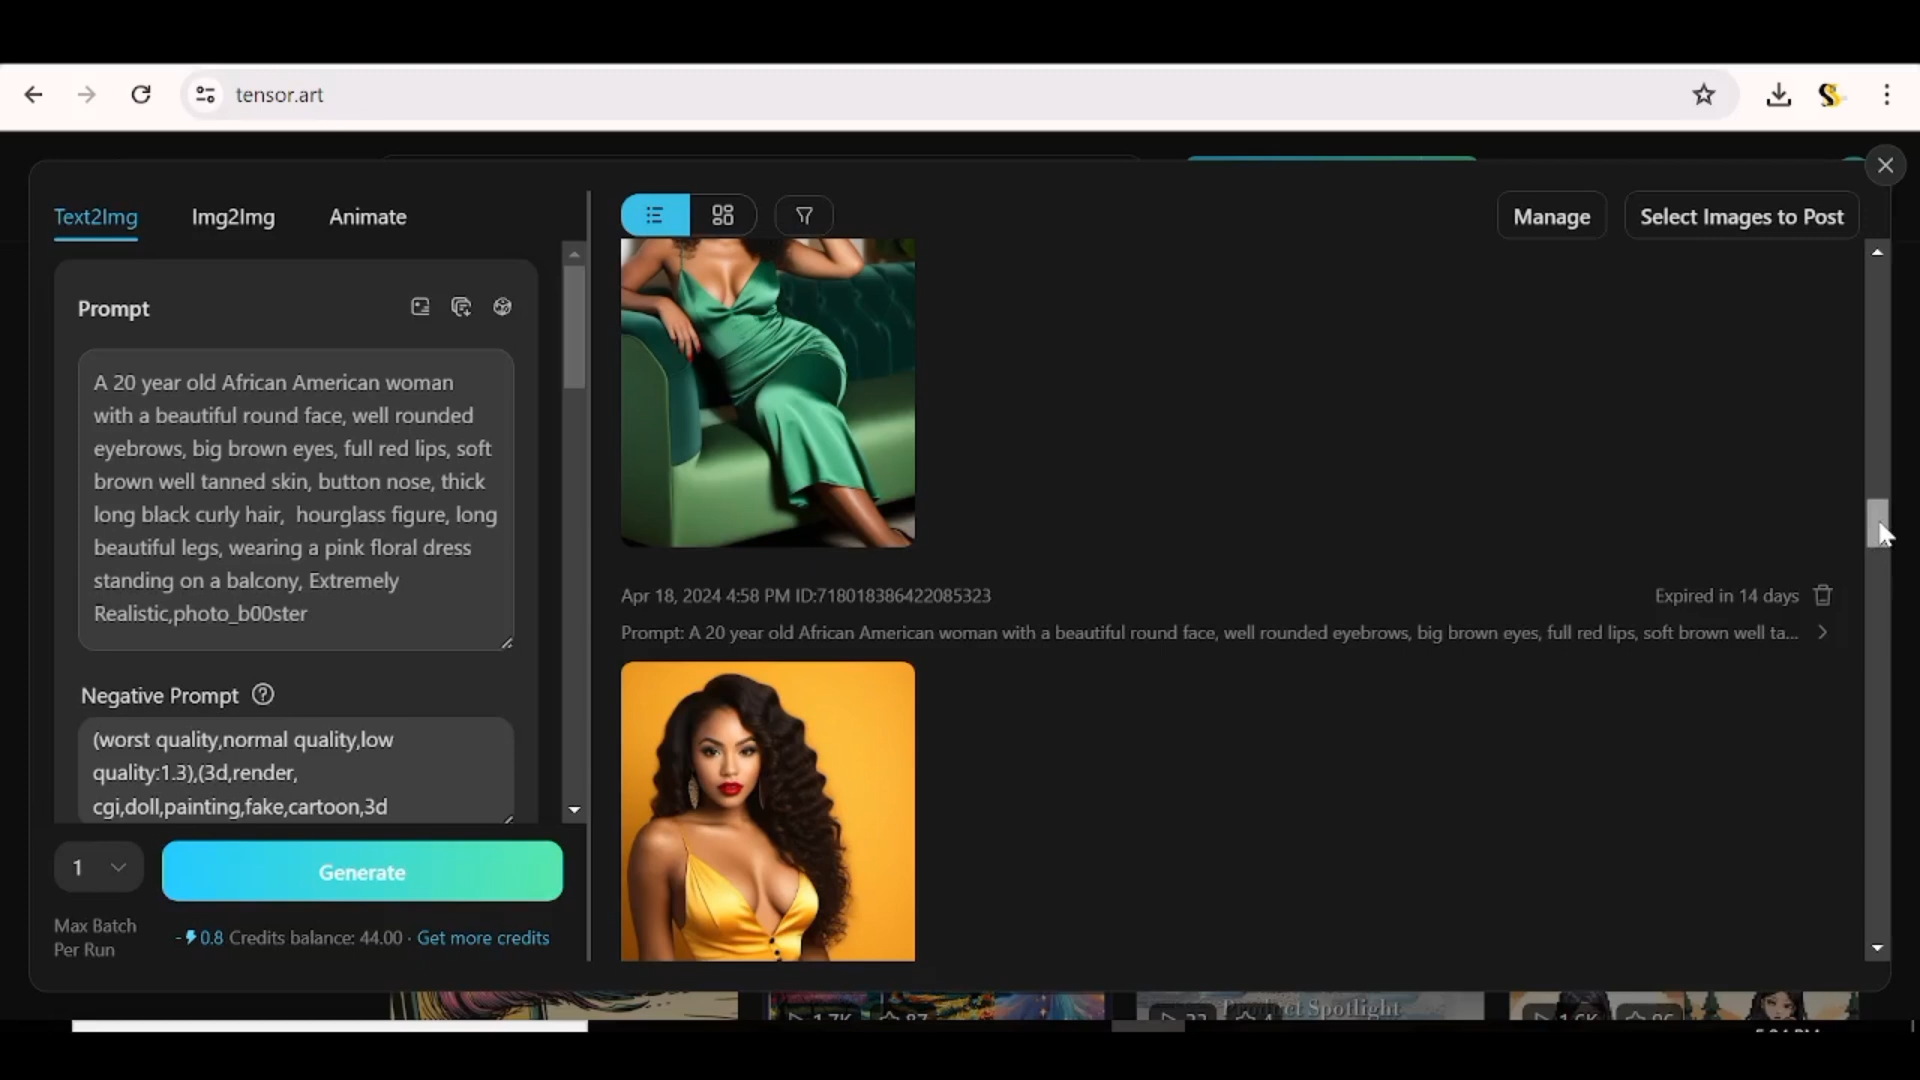 tensor.art
Text2Img Img2Img Animate
Manage Select Images to Post
Prompt
A 20 year old African American woman
with a beautiful round face, well rounded
eyebrows, big brown eyes, full red lips, soft
brown well tanned skin, button nose, thick
long black curly hair,  hourglass figure, long
beautiful legs, wearing a pink floral dress
standing on a balcony, Extremely
Realistic,photo_b00ster
Negative Prompt
(worst quality,normal quality,low
quality:1.3),(3d,render,
cgi,doll,painting,fake,cartoon,3d
1
Generate
Max Batch
Per Run
- 0.8 Credits balance: 44.00 · Get more credits
Apr 18, 2024 4:58 PM ID:718018386422085323
Expired in 14 days
Prompt: A 20 year old African American woman with a beautiful round face, well rounded eyebrows, big brown eyes, full red lips, soft brown well ta...
Product Spotlight